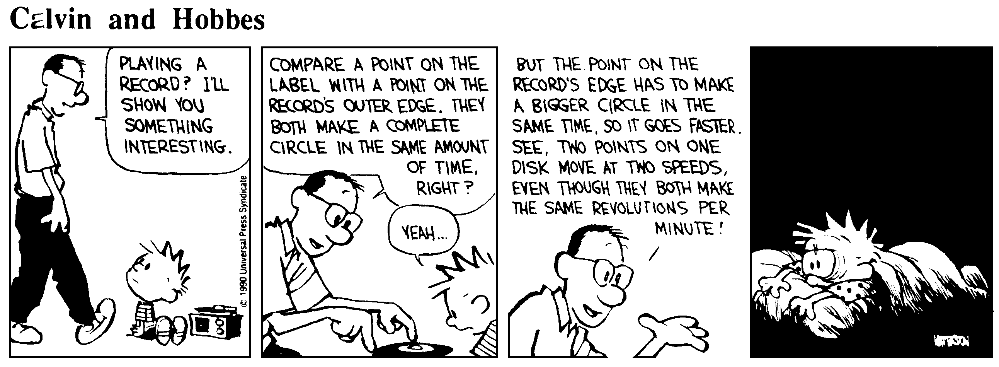 Calvin and Hobbes
PLAYING A
RECORD? I'LL
SHOW YOU
SOMETHING
INTERESTING.
© 1990 Universal Press Syndicate
COMPARE A POINT ON THE
LABEL WITH A POINT ON THE
RECORD'S OUTER EDGE. THEY
BOTH MAKE A COMPLETE
CIRCLE IN THE SAME AMOUNT
OF TIME,
RIGHT?
YEAH...
BUT THE POINT ON THE
RECORD'S EDGE HAS TO MAKE
A BIGGER CIRCLE IN THE
SAME TIME, SO IT GOES FASTER.
SEE, TWO POINTS ON ONE
DISK MOVE AT TWO SPEEDS,
EVEN THOUGH THEY BOTH MAKE
THE SAME REVOLUTIONS PER
MINUTE!
WATTERSON